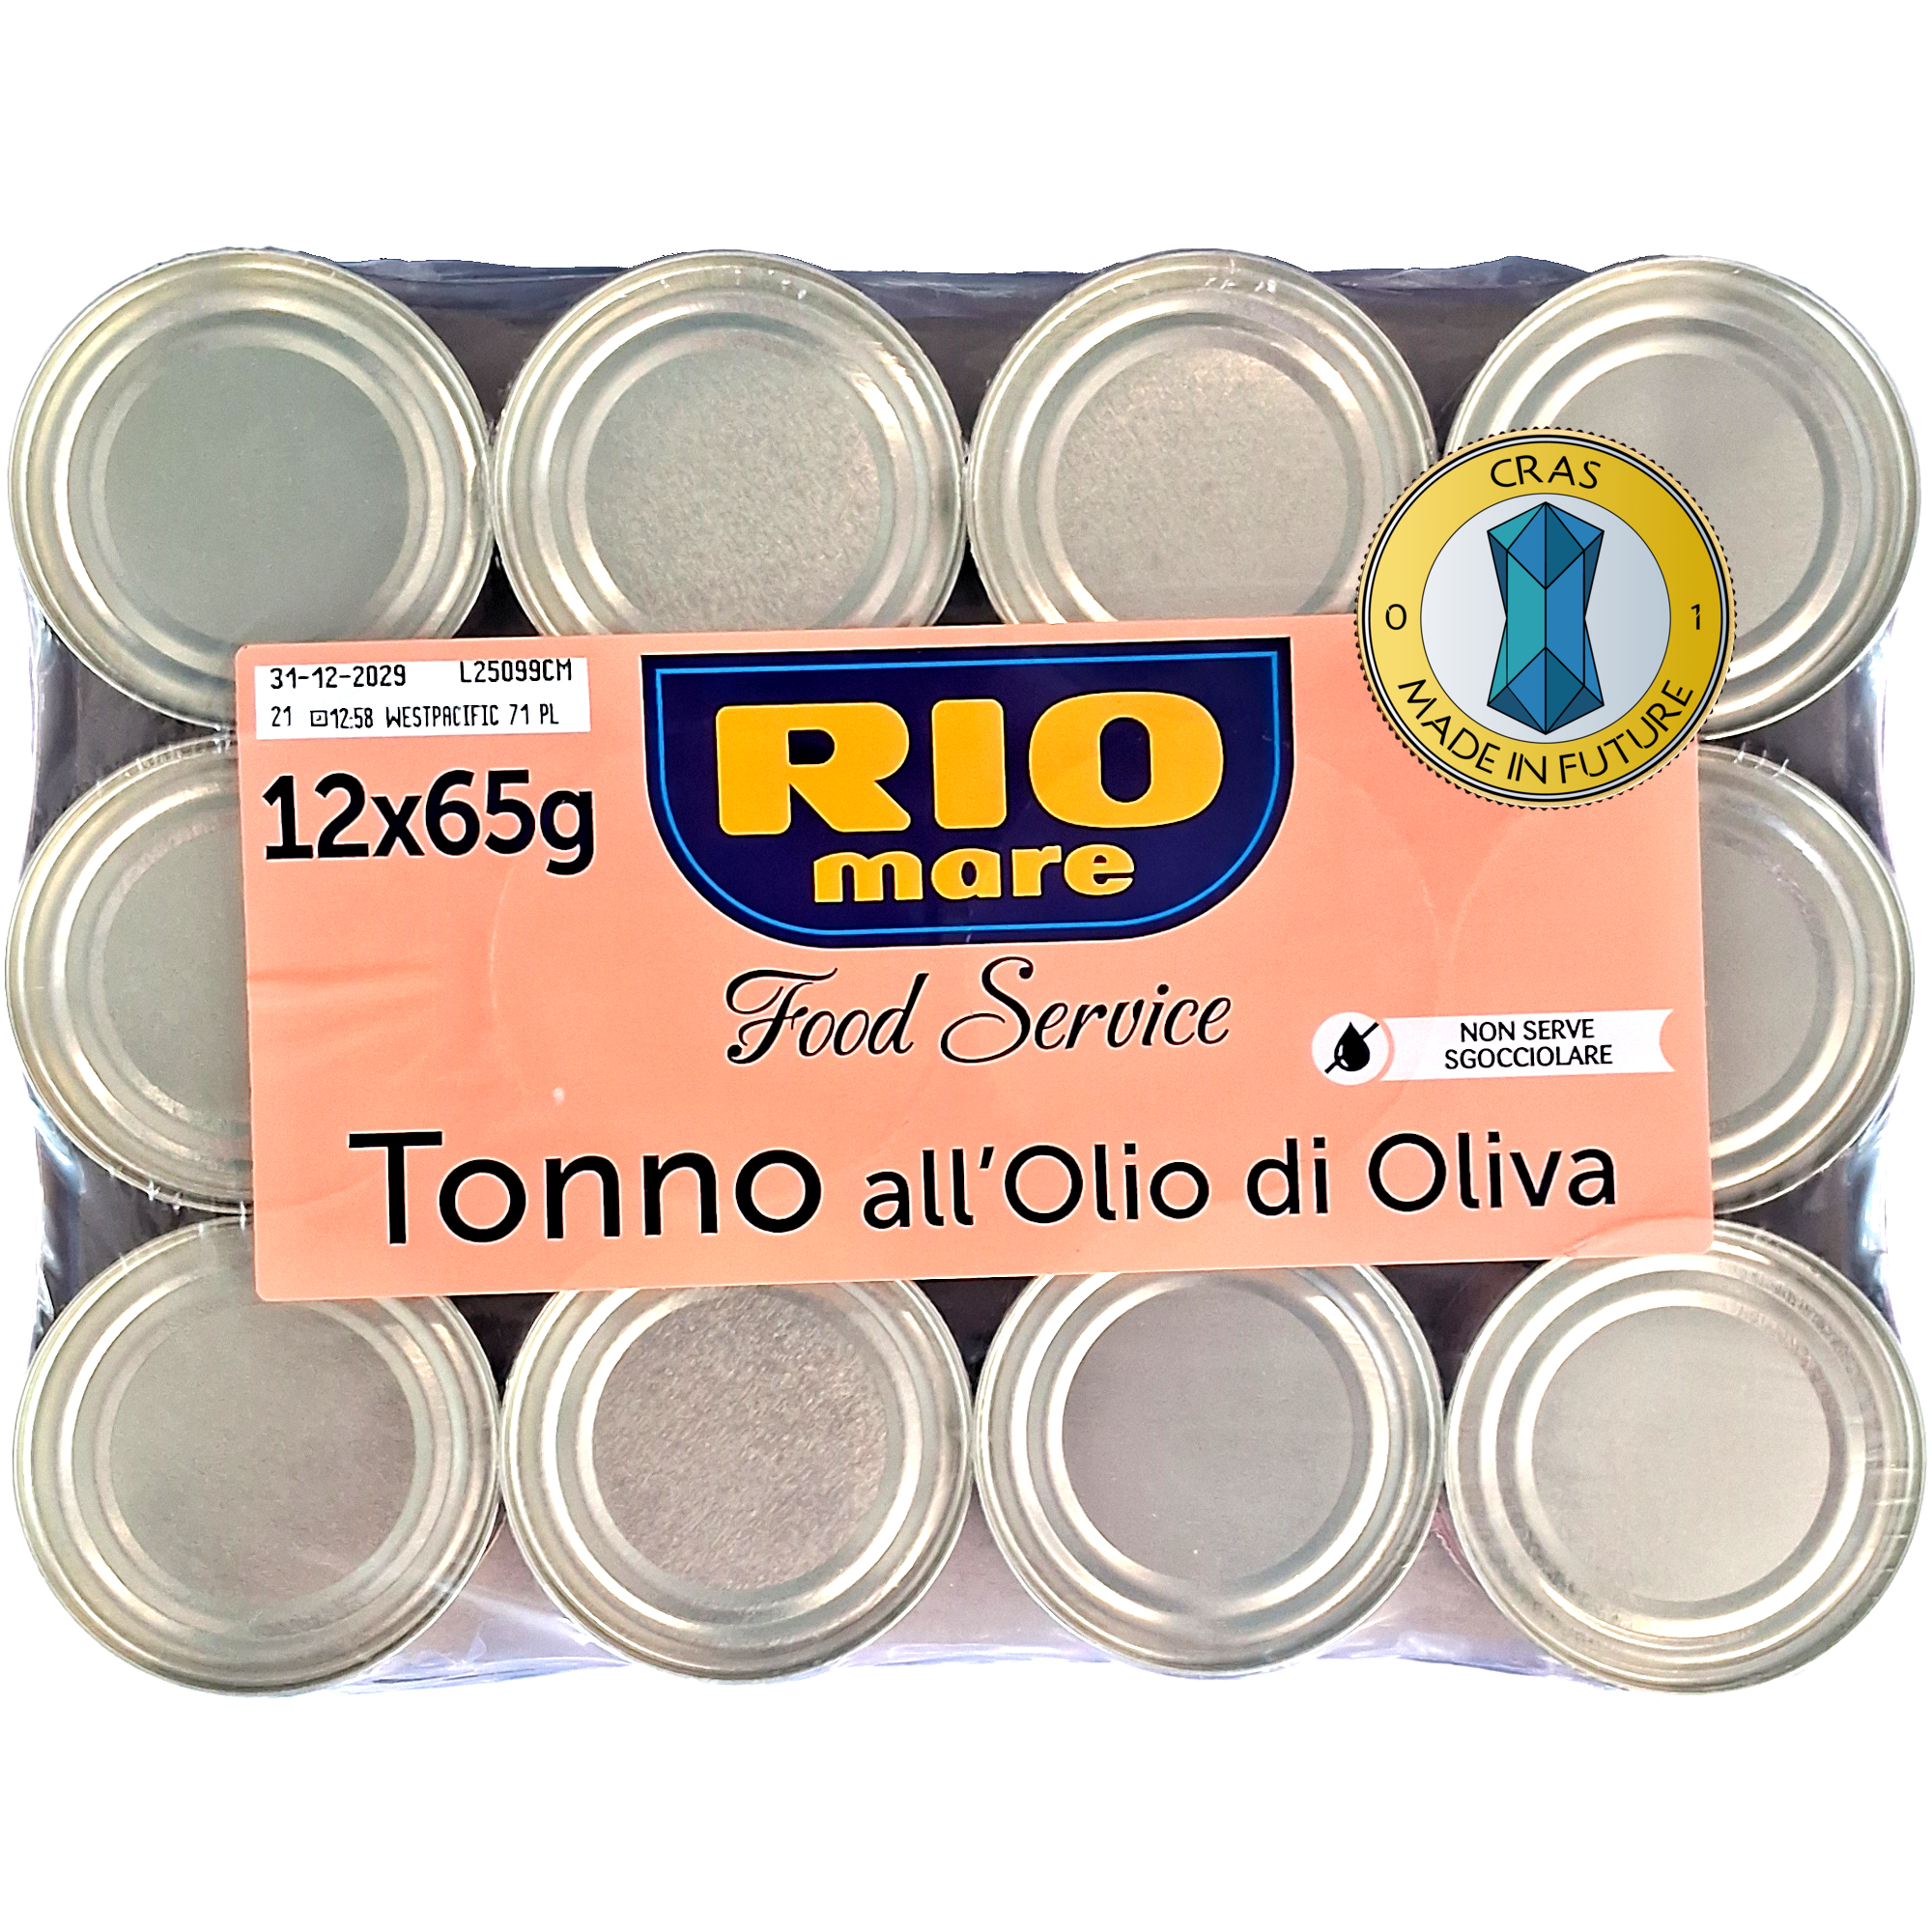 CRAS
0 1
MADE IN FUTURE
31-12-2029 L25099CM
21 12:58 WESTPACIFIC 71 PL
12x65g
RIO
mare
Food Service
NON SERVE
SGOCCIOLARE
Tonno all'Olio di Oliva